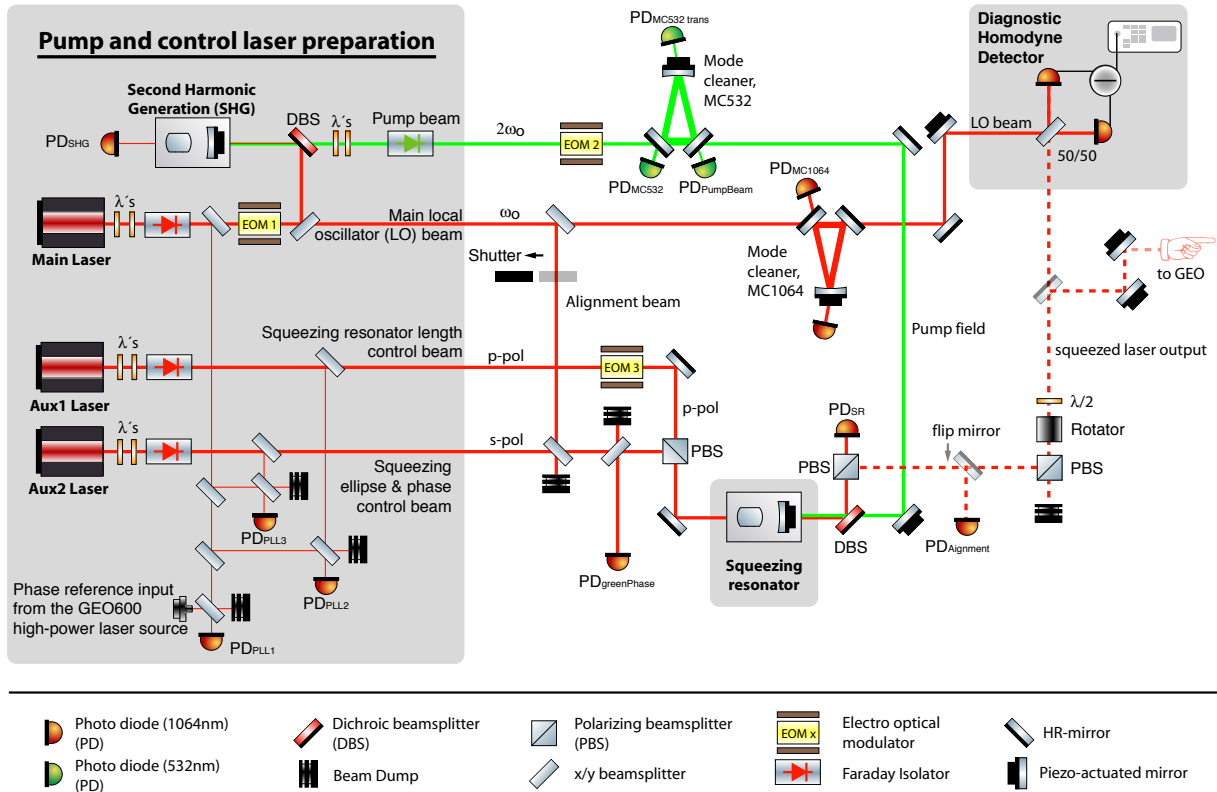 Pump and control laser preparation
Second Harmonic
Generation (SHG)
PDSHG
DBS
λ´s
Pump beam
2ωo
EOM 2
PDMC532 trans
Mode
cleaner,
MC532
PDMC532
PDPumpBeam
Diagnostic
Homodyne
Detector
LO beam
50/50
λ´s
Main Laser
EOM 1
Main local
oscillator (LO) beam
ωo
Shutter
Alignment beam
PDMC1064
Mode
cleaner,
MC1064
to GEO
Pump field
squeezed laser output
λ´s
Aux1 Laser
Squeezing resonator length
control beam
p-pol
EOM 3
p-pol
λ´s
Aux2 Laser
s-pol
Squeezing
ellipse & phase
control beam
PBS
PDSR
PBS
flip mirror
λ/2
Rotator
PBS
PDPLL3
PDPLL2
PDgreenPhase
Squeezing
resonator
DBS
PDAignment
Phase reference input
from the GEO600
high-power laser source
PDPLL1
Photo diode (1064nm)
(PD)
Photo diode (532nm)
(PD)
Dichroic beamsplitter
(DBS)
Beam Dump
Polarizing beamsplitter
(PBS)
x/y beamsplitter
EOM x
Electro optical
modulator
Faraday Isolator
HR-mirror
Piezo-actuated mirror